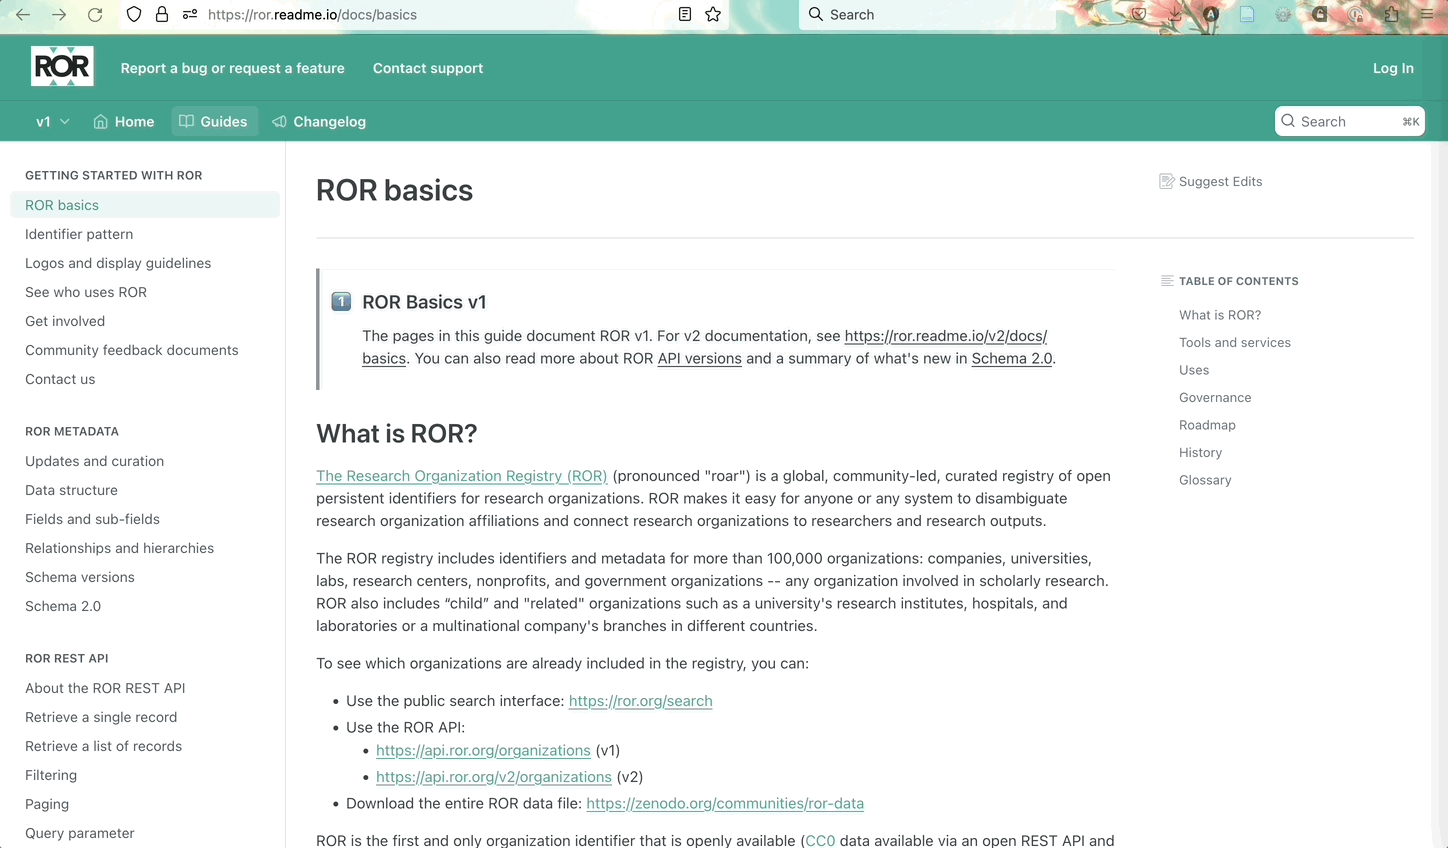 https://ror.readme.io/docs/basics
Search
ROR
Report a bug or request a feature
Contact support
Log In
v1
Home
Guides
Changelog
Search
⌘K
GETTING STARTED WITH ROR
ROR basics
Identifier pattern
Logos and display guidelines
See who uses ROR
Get involved
Community feedback documents
Contact us
ROR METADATA
Updates and curation
Data structure
Fields and sub-fields
Relationships and hierarchies
Schema versions
Schema 2.0
ROR REST API
About the ROR REST API
Retrieve a single record
Retrieve a list of records
Filtering
Paging
Query parameter
ROR basics
1
ROR Basics v1
The pages in this guide document ROR v1. For v2 documentation, see https://ror.readme.io/v2/docs/
basics. You can also read more about ROR API versions and a summary of what's new in Schema 2.0.
What is ROR?
The Research Organization Registry (ROR) (pronounced "roar") is a global, community-led, curated registry of open
persistent identifiers for research organizations. ROR makes it easy for anyone or any system to disambiguate
research organization affiliations and connect research organizations to researchers and research outputs.
The ROR registry includes identifiers and metadata for more than 100,000 organizations: companies, universities,
labs, research centers, nonprofits, and government organizations -- any organization involved in scholarly research.
ROR also includes “child” and "related" organizations such as a university's research institutes, hospitals, and
laboratories or a multinational company's branches in different countries.
To see which organizations are already included in the registry, you can:
• Use the public search interface: https://ror.org/search
• Use the ROR API:
• https://api.ror.org/organizations (v1)
• https://api.ror.org/v2/organizations (v2)
• Download the entire ROR data file: https://zenodo.org/communities/ror-data
ROR is the first and only organization identifier that is openly available (CC0 data available via an open REST API and
Suggest Edits
TABLE OF CONTENTS
What is ROR?
Tools and services
Uses
Governance
Roadmap
History
Glossary